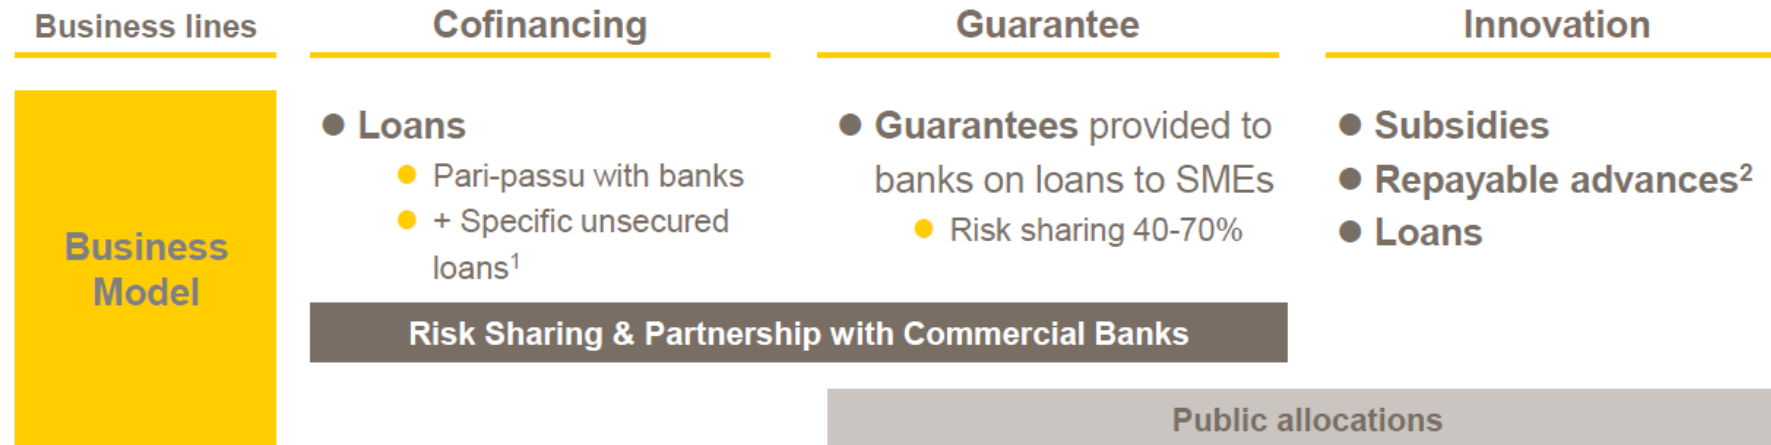 Business lines
Cofinancing
Guarantee
Innovation
Business
Model
● Loans
● Pari-passu with banks
● + Specific unsecured
loans¹
● Guarantees provided to
banks on loans to SMEs
● Risk sharing 40-70%
● Subsidies
● Repayable advances²
● Loans
Risk Sharing & Partnership with Commercial Banks
Public allocations